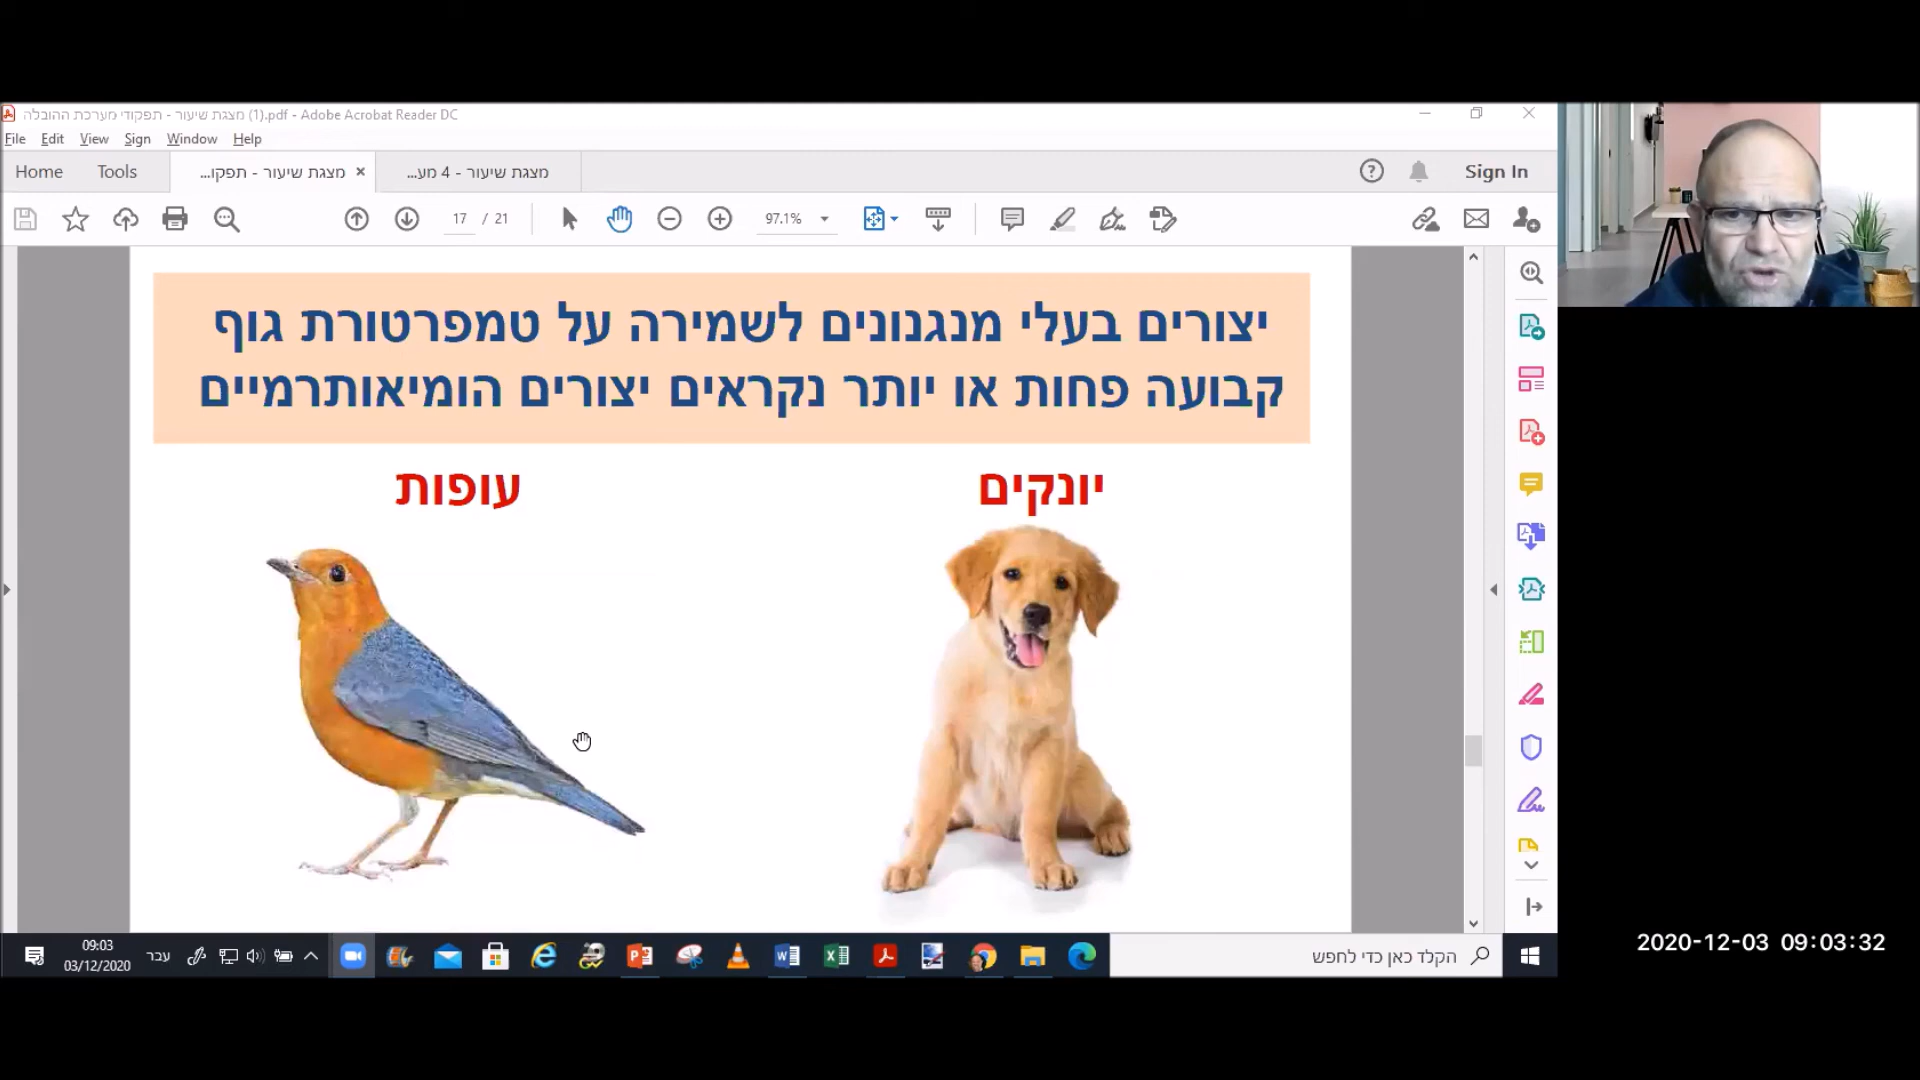 מצגת שיעור - תפקודי מערכת ההובלה (1).pdf - Adobe Acrobat Reader DC
File Edit View Sign Window Help
Home Tools מצגת שיעור - תפקו... מצגת שיעור - 4 מע... Sign In
17 / 21 97.1%
יצורים בעלי מנגנונים לשמירה על טמפרטורת גוף
קבועה פחות או יותר נקראים יצורים הומיאותרמיים
יונקים
עופות
2020-12-03 09:03:32
09:03
03/12/2020
עבר
הקלד כאן כדי לחפש